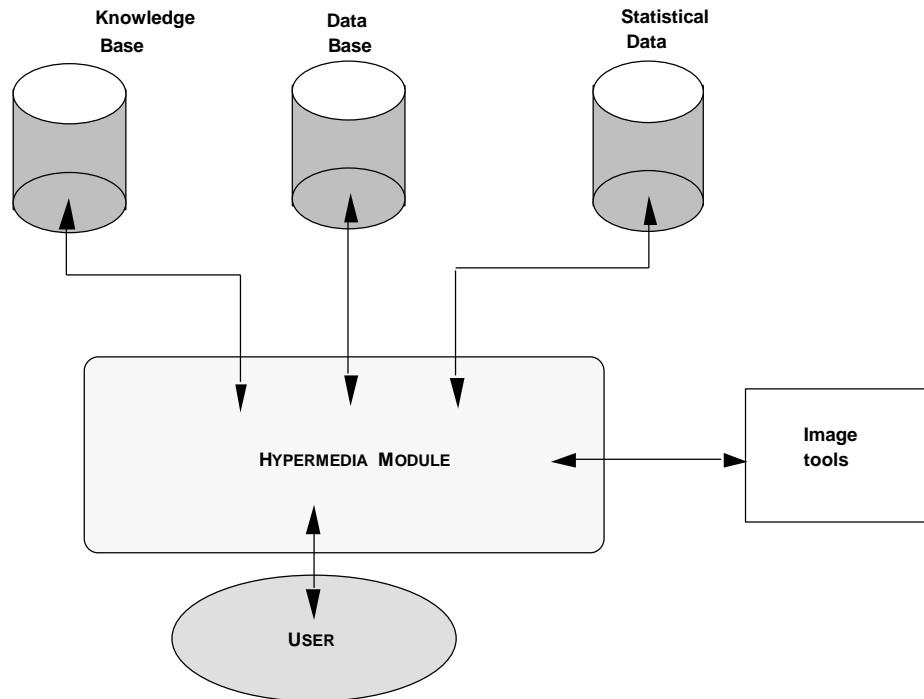 Knowledge
Base
Data
Base
Statistical
Data
HYPERMEDIA MODULE
Image
tools
USER